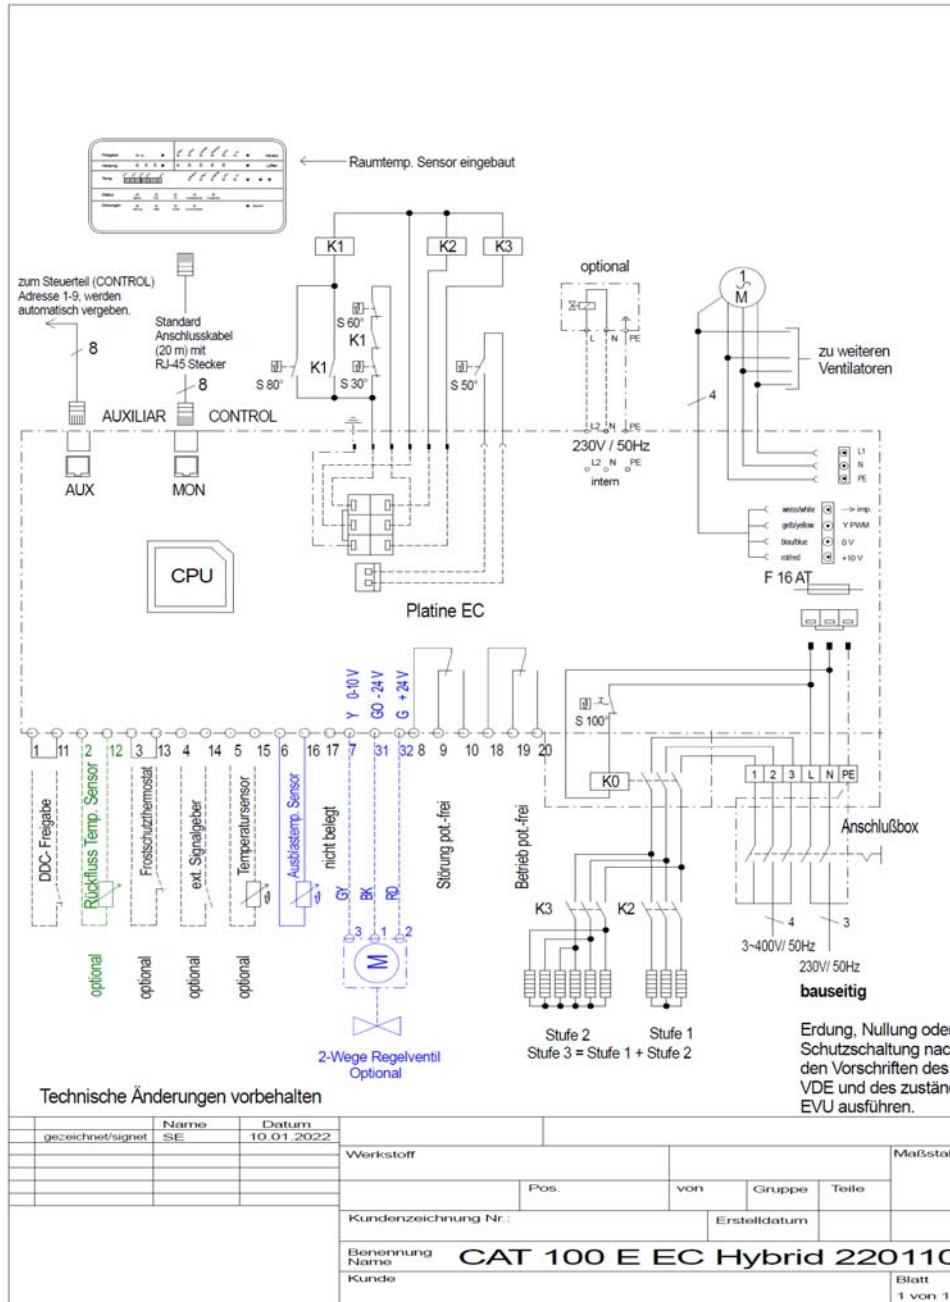 Raumtemp. Sensor eingebaut
K1
K2
K3
optional
1
M
zum Steuerteil (CONTROL)
Adresse 1-9, werden
automatisch vergeben.
Standard
Anschlusskabel
(20 m) mit
RJ-45 Stecker
8
8
S 60°
K1
S 80°
K1
S 30°
S 50°
L
N
PE
zu weiteren
Ventilatoren
4
AUXILIAR
CONTROL
L2 N PE
230V / 50Hz
L2 N PE
intern
AUX
MON
L1
N
PE
weiss/white
imp.
gelb/yellow
Y PWM
blau/blue
0 V
rot/red
+10 V
F 16 AT
CPU
Platine EC
Y 0-10 V
GO -24 V
G +24 V
S 100°
1 11 2 12 3 13 4 14 5 15 6 16 17 7 31 32 8 9 10 18 19 20
K0
1 2 3 L N PE
Anschlußbox
DDC- Freigabe
Rückfluss Temp. Sensor
optional
Frostschutzthermostat
optional
ext. Signalgeber
optional
Temperatursensor
optional
Ausblastemp. Sensor
nicht belegt
GY
BK
RD
Störung pot.-frei
Betrieb pot.-frei
3 1 2
M
K3
K2
4
3
3~400V/ 50Hz
230V/ 50Hz
bauseitig
2-Wege Regelventil
Optional
Stufe 2
Stufe 1
Stufe 3 = Stufe 1 + Stufe 2
Erdung, Nullung oder
Schutzschaltung nac
den Vorschriften des
VDE und des zustän
EVU ausführen.
Technische Änderungen vorbehalten
Name
Datum
gezeichnet/signet
SE
10.01.2022
Werkstoff
Maßstal
Pos.
von
Gruppe
Teile
Kundenzeichnung Nr.:
Erstelldatum
Benennung
Name
CAT 100 E EC Hybrid 220110
Kunde
Blatt
1 von 1